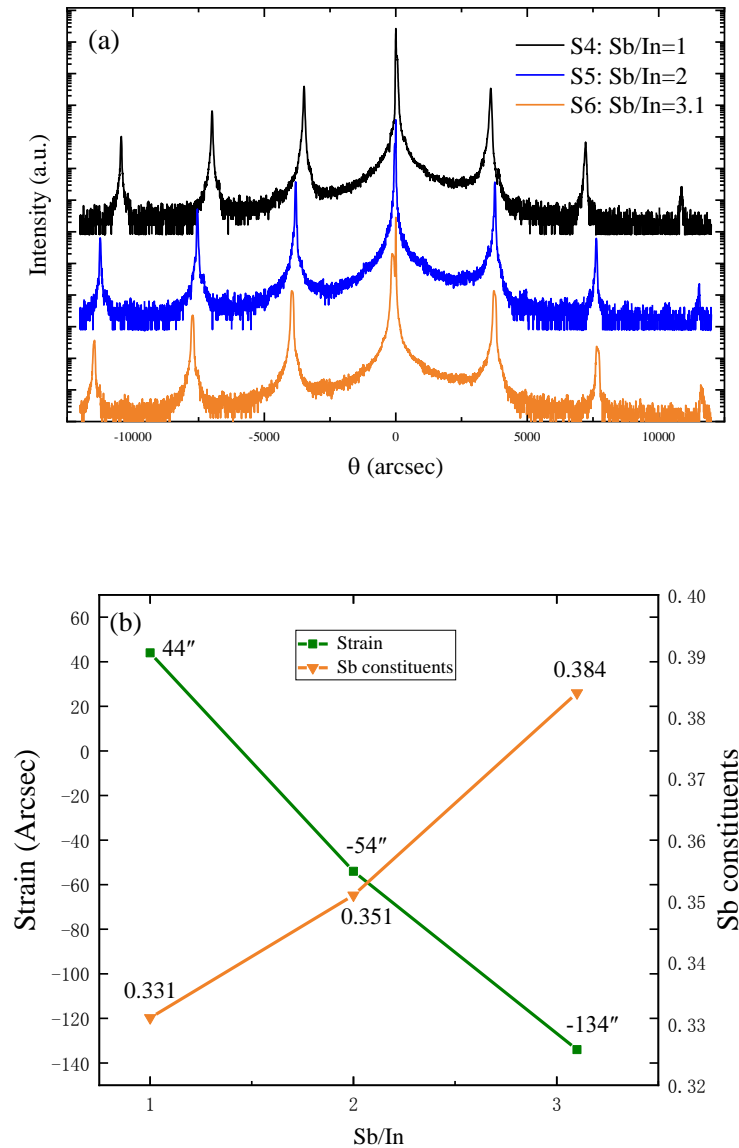 (a)
S4: Sb/In=1
S5: Sb/In=2
S6: Sb/In=3.1
Intensity (a.u.)
-10000 -5000 0 5000 10000
θ (arcsec)
(b)
60
40
20
0
−20
−40
−60
−80
−100
−120
−140
Strain (Arcsec)
Strain
Sb constituents
44″
-54″
-134″
0.331
0.351
0.384
0.40
0.39
0.38
0.37
0.36
0.35
0.34
0.33
0.32
Sb constituents
1 2 3
Sb/In